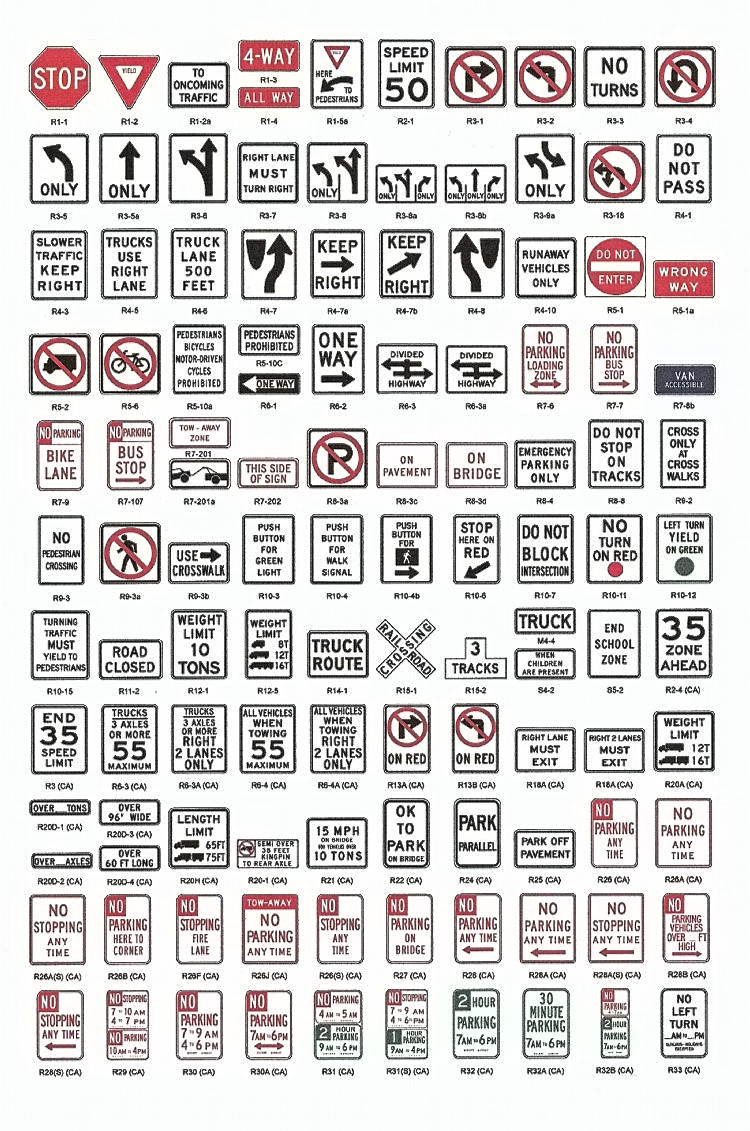 STOP
R1-1
YIELD
R1-2
TO
ONCOMING
TRAFFIC
R1-2a
4-WAY
R1-3
ALL WAY
R1-4
YIELD
HERE
TO
PEDESTRIANS
R1-5a
SPEED
LIMIT
50
R2-1
R3-1
R3-2
NO
TURNS
R3-3
R3-4
ONLY
R3-5
ONLY
R3-5a
R3-6
RIGHT LANE
MUST
TURN RIGHT
R3-7
ONLY
R3-8
ONLY ONLY
R3-8a
ONLY ONLY ONLY
R3-8b
ONLY
R3-9a
R3-18
DO
NOT
PASS
R4-1
SLOWER
TRAFFIC
KEEP
RIGHT
R4-3
TRUCKS
USE
RIGHT
LANE
R4-5
TRUCK
LANE
500
FEET
R4-6
R4-7
KEEP
RIGHT
R4-7a
KEEP
RIGHT
R4-7b
R4-8
RUNAWAY
VEHICLES
ONLY
R4-10
DO NOT
ENTER
R5-1
WRONG
WAY
R5-1a
R5-2
R5-6
PEDESTRIANS
BICYCLES
MOTOR-DRIVEN
CYCLES
PROHIBITED
R5-10a
PEDESTRIANS
PROHIBITED
R5-10C
ONE WAY
R6-1
ONE
WAY
R6-2
DIVIDED
HIGHWAY
R6-3
DIVIDED
HIGHWAY
R6-3a
NO
PARKING
LOADING
ZONE
R7-6
NO
PARKING
BUS
STOP
R7-7
VAN
ACCESSIBLE
R7-8b
NO PARKING
BIKE
LANE
R7-9
NO PARKING
BUS
STOP
R7-107
TOW-AWAY
ZONE
R7-201
R7-201a
THIS SIDE
OF SIGN
R7-202
P
R8-3a
ON
PAVEMENT
R8-3c
ON
BRIDGE
R8-3d
EMERGENCY
PARKING
ONLY
R8-4
DO NOT
STOP
ON
TRACKS
R8-8
CROSS
ONLY
AT
CROSS
WALKS
R9-2
NO
PEDESTRIAN
CROSSING
R9-3
R9-3a
USE
CROSSWALK
R9-3b
PUSH
BUTTON
FOR
GREEN
LIGHT
R10-3
PUSH
BUTTON
FOR
WALK
SIGNAL
R10-4
PUSH
BUTTON
FOR
R10-4b
STOP
HERE ON
RED
R10-6
DO NOT
BLOCK
INTERSECTION
R10-7
NO
TURN
ON RED
R10-11
LEFT TURN
YIELD
ON GREEN
R10-12
TURNING
TRAFFIC
MUST
YIELD TO
PEDESTRIANS
R10-15
ROAD
CLOSED
R11-2
WEIGHT
LIMIT
10
TONS
R12-1
WEIGHT
LIMIT
8T
12T
16T
R12-5
TRUCK
ROUTE
R14-1
RAILROAD
CROSSING
R15-1
3
TRACKS
R15-2
TRUCK
M4-4
WHEN
CHILDREN
ARE PRESENT
S4-2
END
SCHOOL
ZONE
S5-2
35
ZONE
AHEAD
R2-4 (CA)
END
35
SPEED
LIMIT
R3 (CA)
TRUCKS
3 AXLES
OR MORE
55
MAXIMUM
R6-3 (CA)
TRUCKS
3 AXLES
OR MORE
RIGHT
2 LANES
ONLY
R6-3A (CA)
ALL VEHICLES
WHEN
TOWING
55
MAXIMUM
R6-4 (CA)
ALL VEHICLES
WHEN
TOWING
RIGHT
2 LANES
ONLY
R6-4A (CA)
ON RED
R13A (CA)
ON RED
R13B (CA)
RIGHT LANE
MUST
EXIT
R18A (CA)
RIGHT 2 LANES
MUST
EXIT
R18A (CA)
WEIGHT
LIMIT
12T
16T
R20A (CA)
OVER TONS
R20D-1 (CA)
OVER AXLES
R20D-2 (CA)
OVER
96' WIDE
R20D-3 (CA)
OVER
60 FT LONG
R20D-4 (CA)
LENGTH
LIMIT
65FT
75FT
R20H (CA)
SEMI OVER
38 FEET
KINGPIN
TO REAR AXLE
R20-1 (CA)
15 MPH
ON BRIDGE
FOR VEHICLES OVER
10 TONS
R21 (CA)
OK
TO
PARK
ON BRIDGE
R22 (CA)
PARK
PARALLEL
R24 (CA)
PARK OFF
PAVEMENT
R25 (CA)
NO
PARKING
ANY
TIME
R26 (CA)
NO
PARKING
ANY
TIME
R26A (CA)
NO
STOPPING
ANY
TIME
R26A(S) (CA)
NO
PARKING
HERE TO
CORNER
R26B (CA)
NO
STOPPING
FIRE
LANE
R26F (CA)
TOW-AWAY
NO
PARKING
ANY TIME
R26J (CA)
NO
STOPPING
ANY
TIME
R26(S) (CA)
NO
PARKING
ON
BRIDGE
R27 (CA)
NO
PARKING
ANY TIME
R28 (CA)
NO
PARKING
ANY TIME
R28A (CA)
NO
STOPPING
ANY TIME
R28A(S) (CA)
NO
PARKING
VEHICLES
OVER FT
HIGH
R28B (CA)
NO
STOPPING
ANY TIME
R28(S) (CA)
NO STOPPING
7 TO 10 AM
4 TO 7 PM
NO PARKING
10AM TO 4PM
R29 (CA)
NO
PARKING
7 TO 9 AM
4 TO 6 PM
R30 (CA)
NO
PARKING
7AM TO 6PM
R30A (CA)
NO PARKING
4AM TO 5AM
2 HOUR
PARKING
9AM TO 6PM
R31 (CA)
NO STOPPING
7 TO 9 AM
4 TO 6 PM
1 HOUR
PARKING
9AM TO 4PM
R31(S) (CA)
2 HOUR
PARKING
7AM TO 6PM
R32 (CA)
30
MINUTE
PARKING
7AM TO 6PM
R32A (CA)
NO
PARKING
2 HOUR
PARKING
7AM TO 6PM
R32B (CA)
NO
LEFT
TURN
AM TO PM
SUNDAYS - HOLIDAYS
EXCEPTED
R33 (CA)